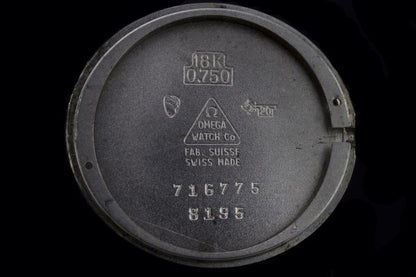 18K
0.750
Ω
OMEGA
WATCH Co
FAB. SUISSE
SWISS MADE
716775
8195